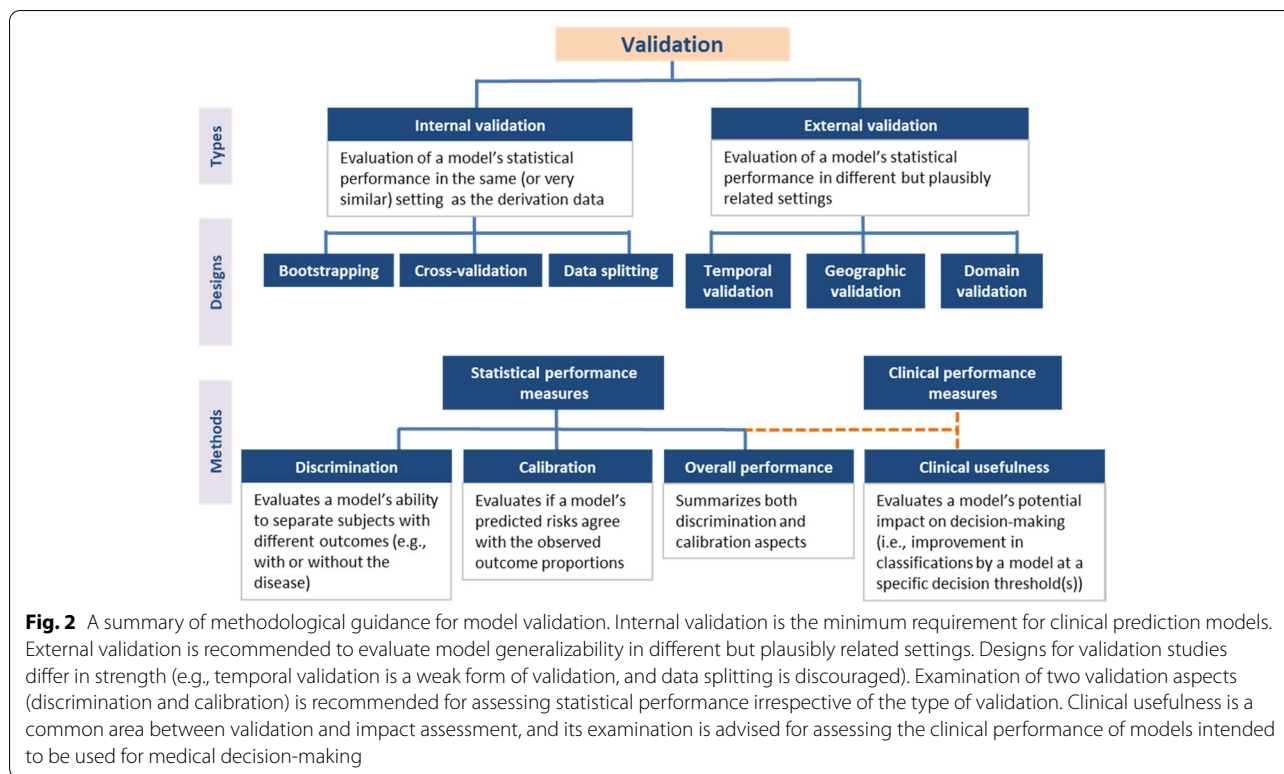 Validation
Types
Internal validation
Evaluation of a model's statistical
performance in the same (or very
similar) setting as the derivation data
External validation
Evaluation of a model's statistical
performance in different but plausibly
related settings
Designs
Bootstrapping
Cross-validation
Data splitting
Temporal
validation
Geographic
validation
Domain
validation
Methods
Statistical performance
measures
Clinical performance
measures
Discrimination
Evaluates a model's ability
to separate subjects with
different outcomes (e.g.,
with or without the
disease)
Calibration
Evaluates if a model's
predicted risks agree
with the observed
outcome proportions
Overall performance
Summarizes both
discrimination and
calibration aspects
Clinical usefulness
Evaluates a model's potential
impact on decision-making
(i.e., improvement in
classifications by a model at a
specific decision threshold(s))
Fig. 2 A summary of methodological guidance for model validation. Internal validation is the minimum requirement for clinical prediction models.
External validation is recommended to evaluate model generalizability in different but plausibly related settings. Designs for validation studies
differ in strength (e.g., temporal validation is a weak form of validation, and data splitting is discouraged). Examination of two validation aspects
(discrimination and calibration) is recommended for assessing statistical performance irrespective of the type of validation. Clinical usefulness is a
common area between validation and impact assessment, and its examination is advised for assessing the clinical performance of models intended
to be used for medical decision-making